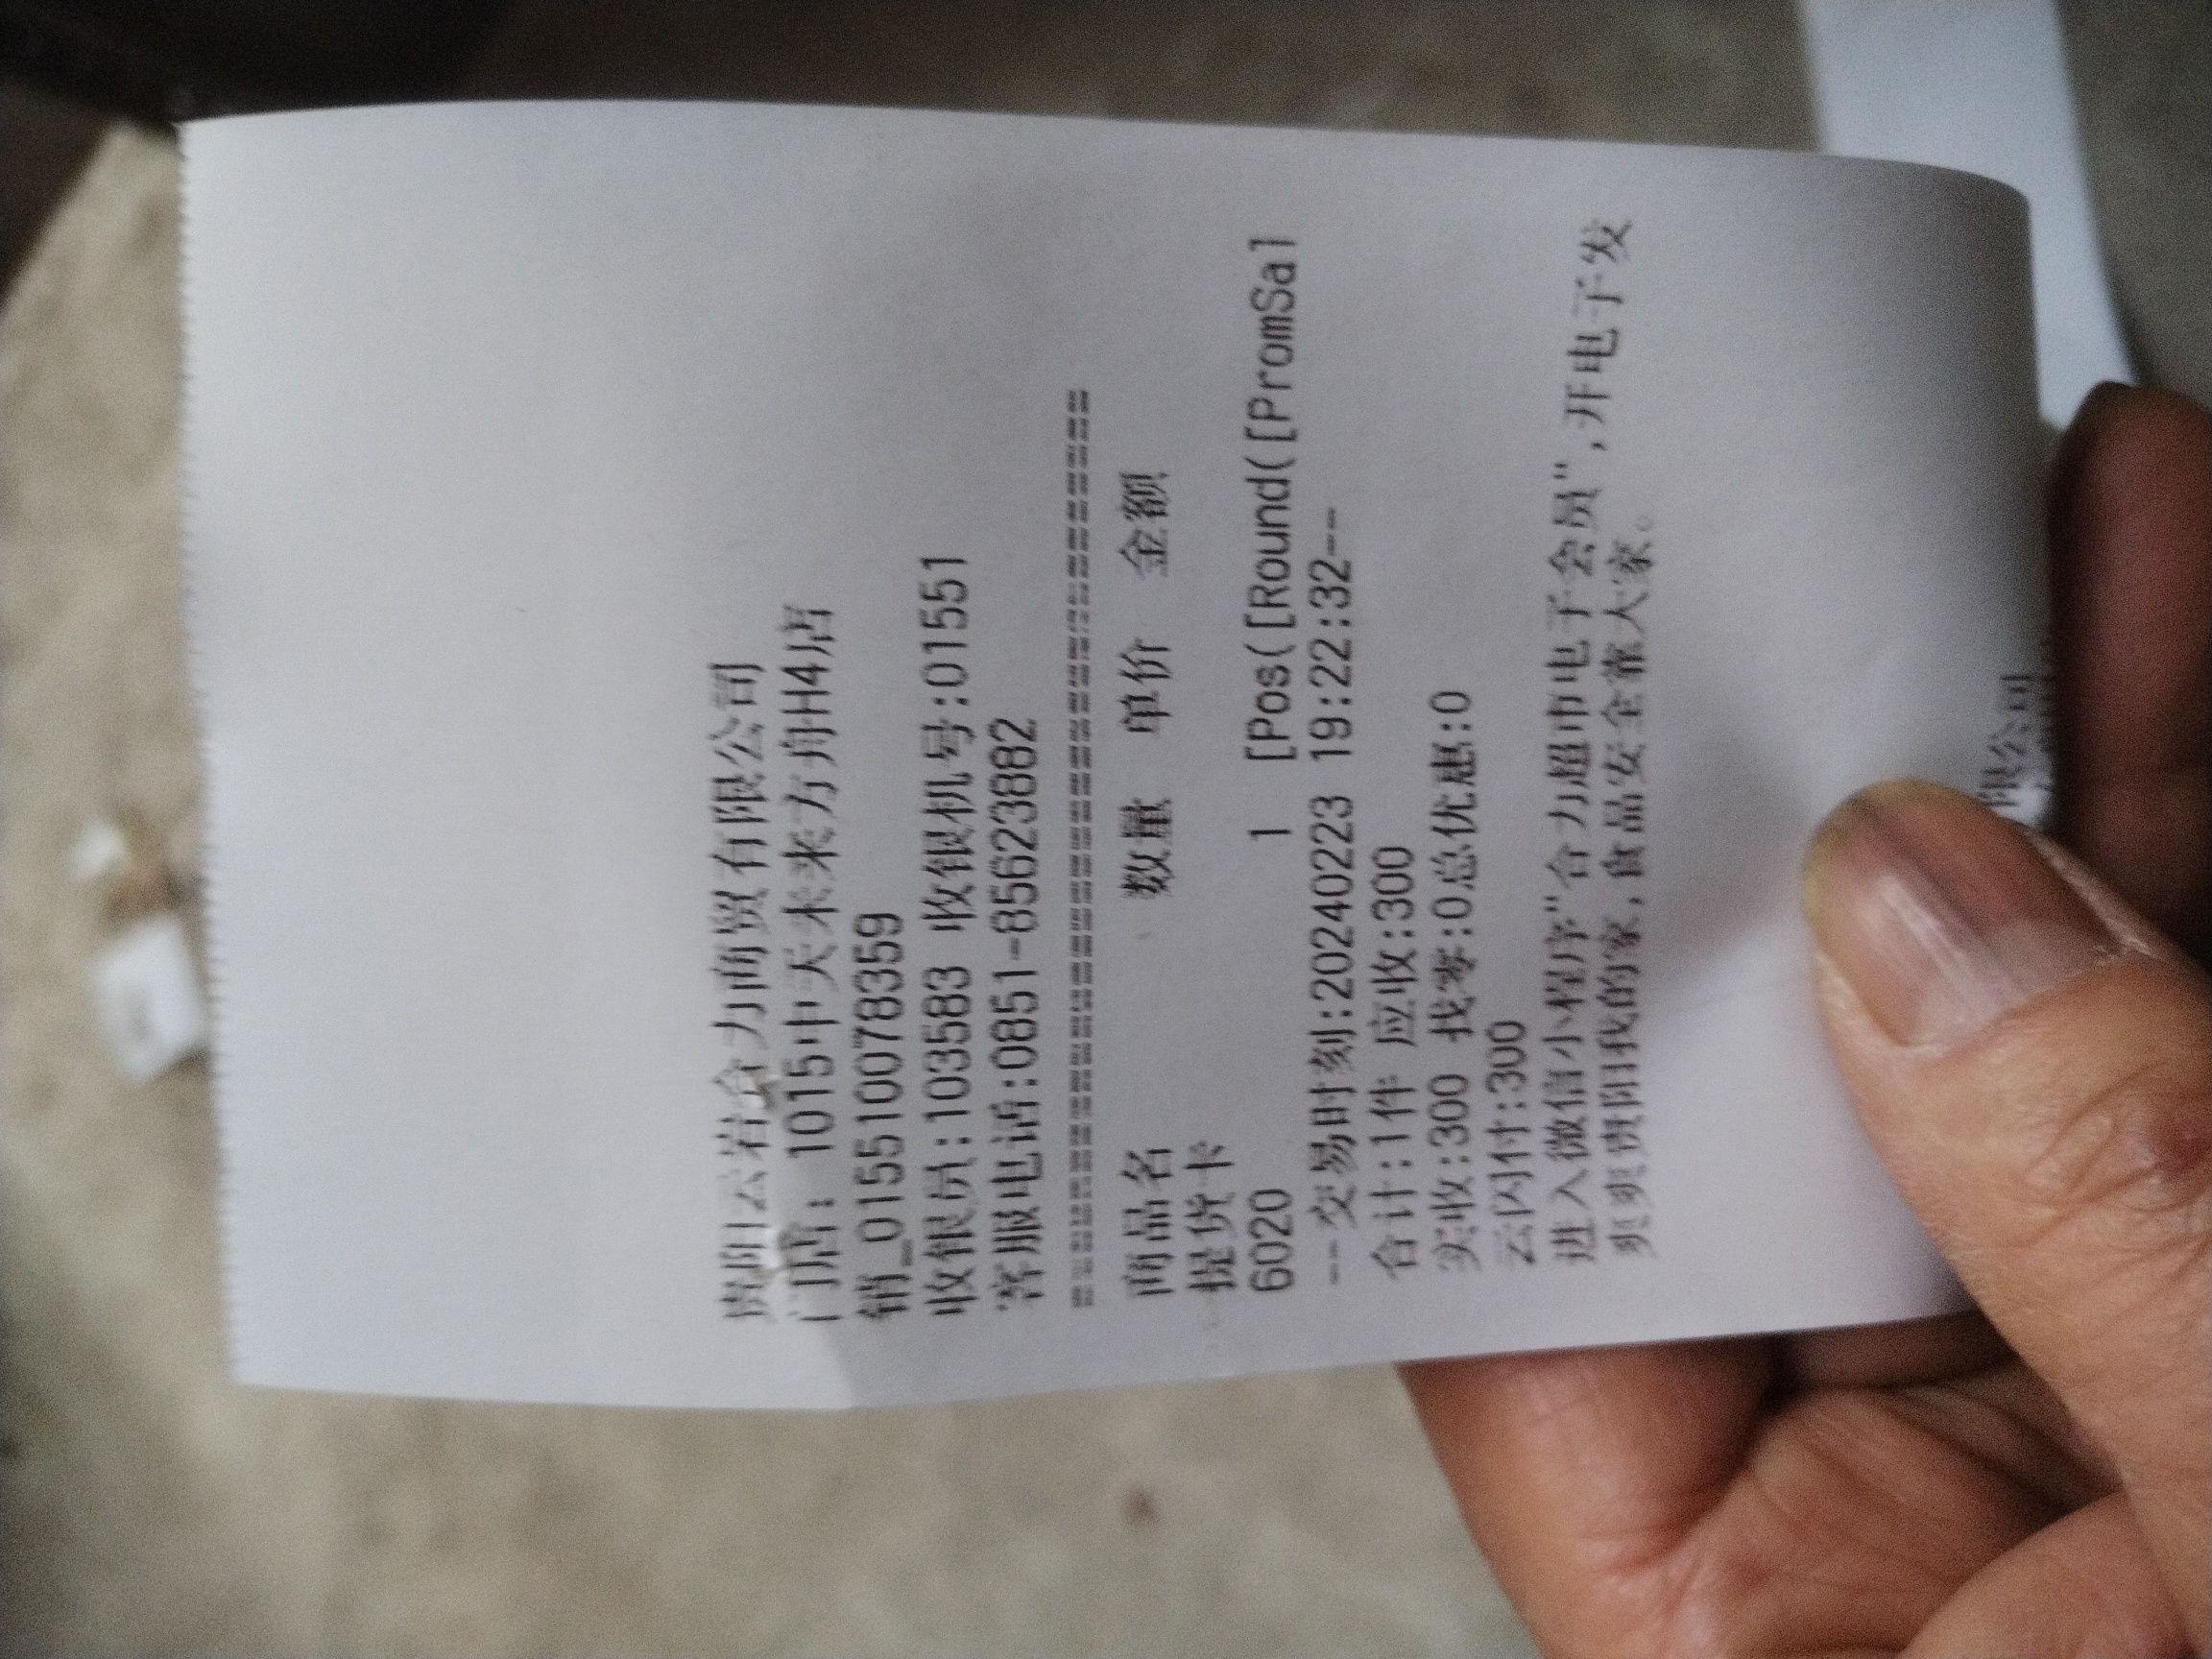 贵阳云岩合力商贸有限公司
门店: 1015中天未来方舟H4店
销_015510078359
收银员:103583 收银机号:01551
客服电话:0851-85623882
商品名 数量 单价 金额
提货卡
6020 1 [Pos([Round([PromSal
--交易时刻:20240223 19:22:32--
合计:1件 应收:300
实收:300 找零:0总优惠:0
云闪付:300
进入微信小程序"合力超市电子会员",开电子发
爽爽贵阳我的家,食品安全靠大家。
限公司